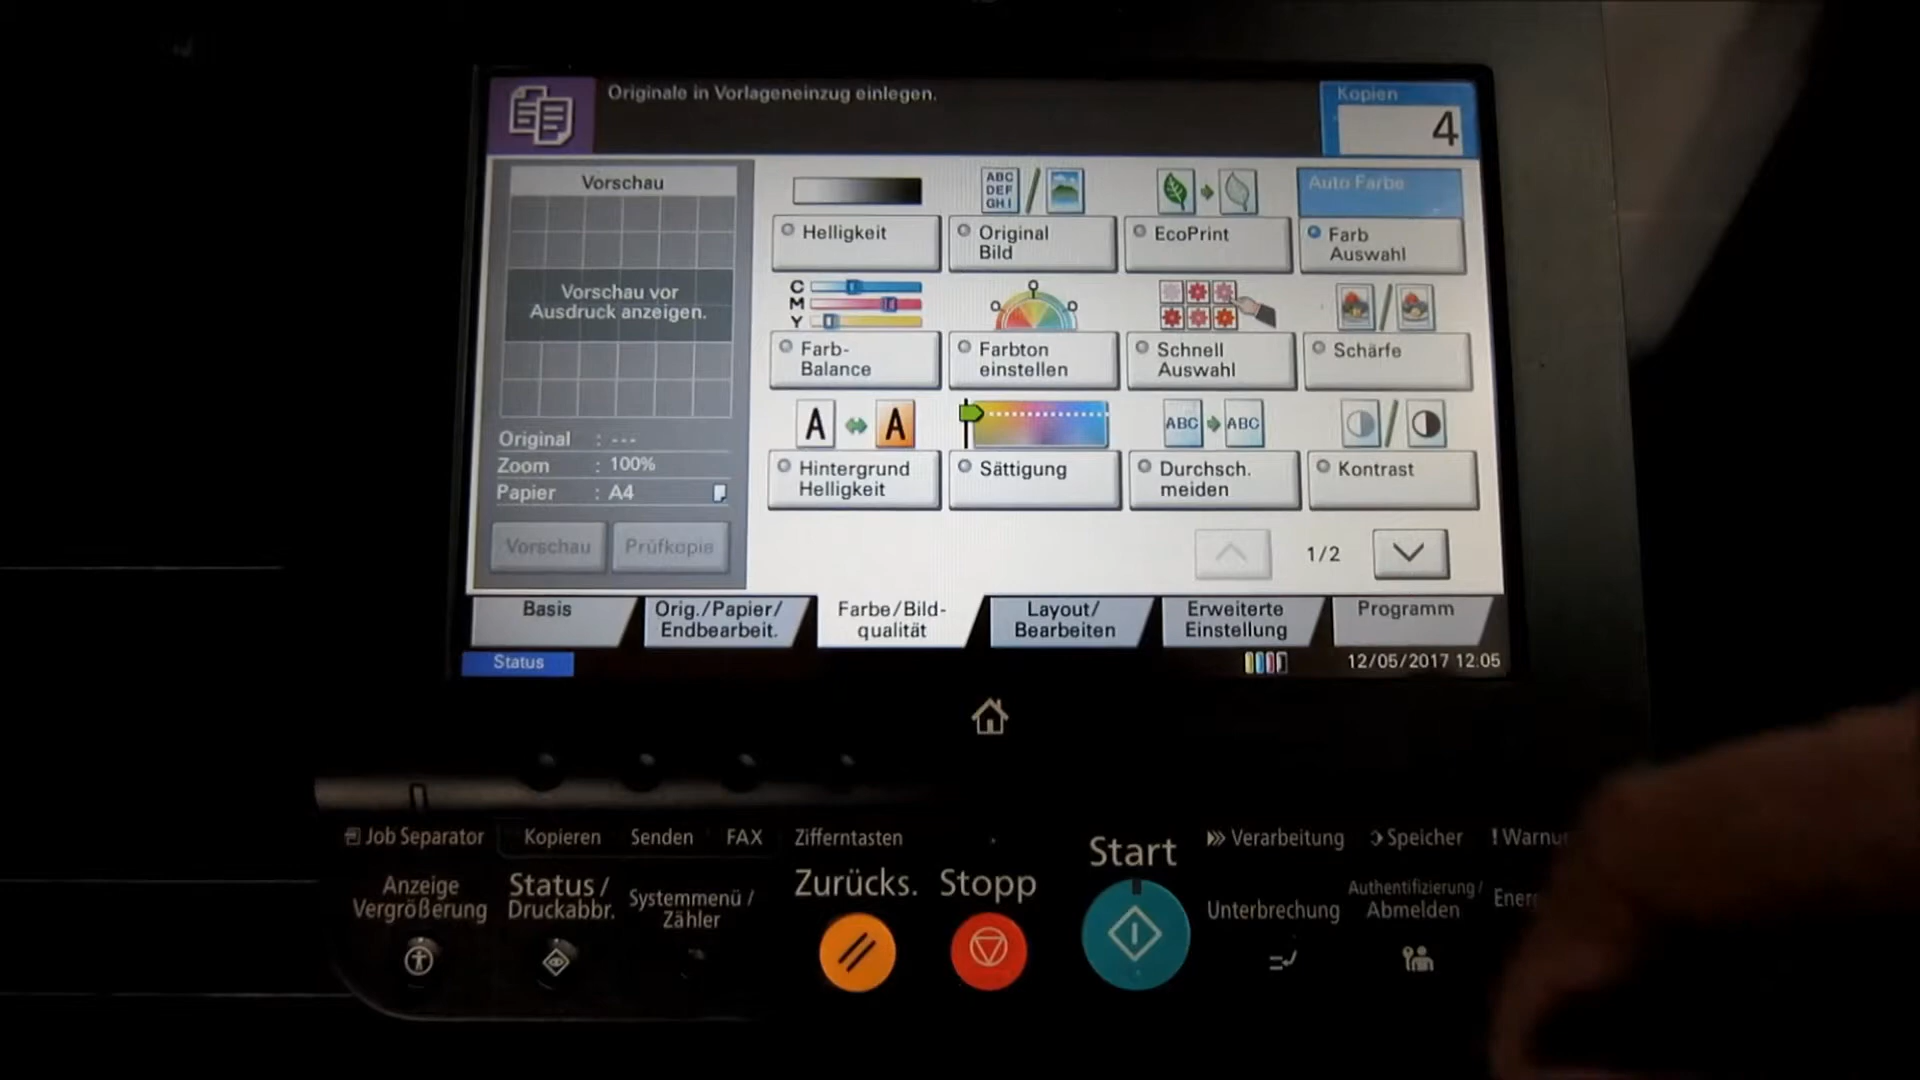 Originale in Vorlageneinzug einlegen.
Kopien
4
Vorschau
Vorschau vor
Ausdruck anzeigen.
Original : ---
Zoom : 100%
Papier : A4
Vorschau
Prüfkopie
ABC
DEF
GHI
Auto Farbe
Helligkeit
Original
Bild
EcoPrint
Farb
Auswahl
C
M
Y
Farb-
Balance
Farbton
einstellen
Schnell
Auswahl
Schärfe
A
A
ABC
ABC
Hintergrund
Helligkeit
Sättigung
Durchsch.
meiden
Kontrast
1/2
Basis
Orig./Papier/
Endbearbeit.
Farbe/Bild-
qualität
Layout/
Bearbeiten
Erweiterte
Einstellung
Programm
Status
12/05/2017 12:05
Job Separator
Kopieren
Senden
FAX
Zifferntasten
Start
Verarbeitung
Speicher
Anzeige
Vergrößerung
Status/
Druckabbr.
Systemmenü/
Zähler
Zurücks.
Stopp
Unterbrechung
Authentifizierung/
Abmelden